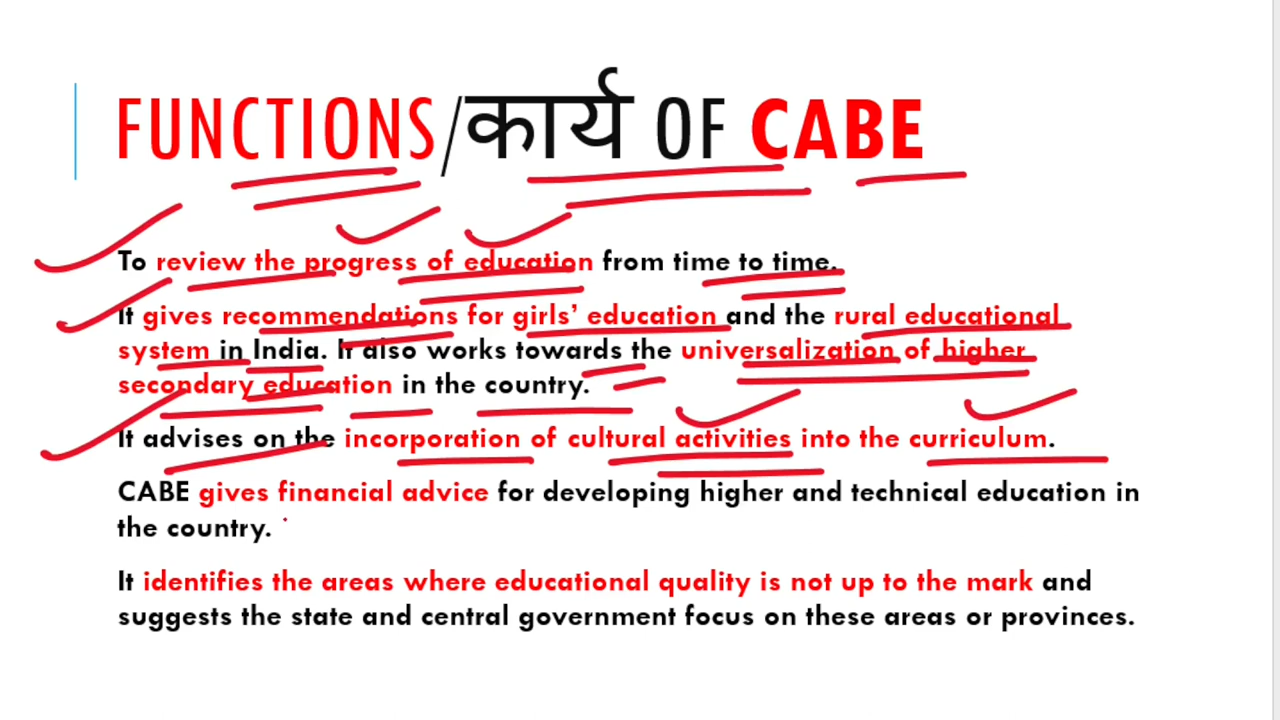 FUNCTIONS/कार्य OF CABE
To review the progress of education from time to time.
It gives recommendations for girls’ education and the rural educational
system in India. It also works towards the universalization of higher
secondary education in the country.
It advises on the incorporation of cultural activities into the curriculum.
CABE gives financial advice for developing higher and technical education in
the country.
It identifies the areas where educational quality is not up to the mark and
suggests the state and central government focus on these areas or provinces.